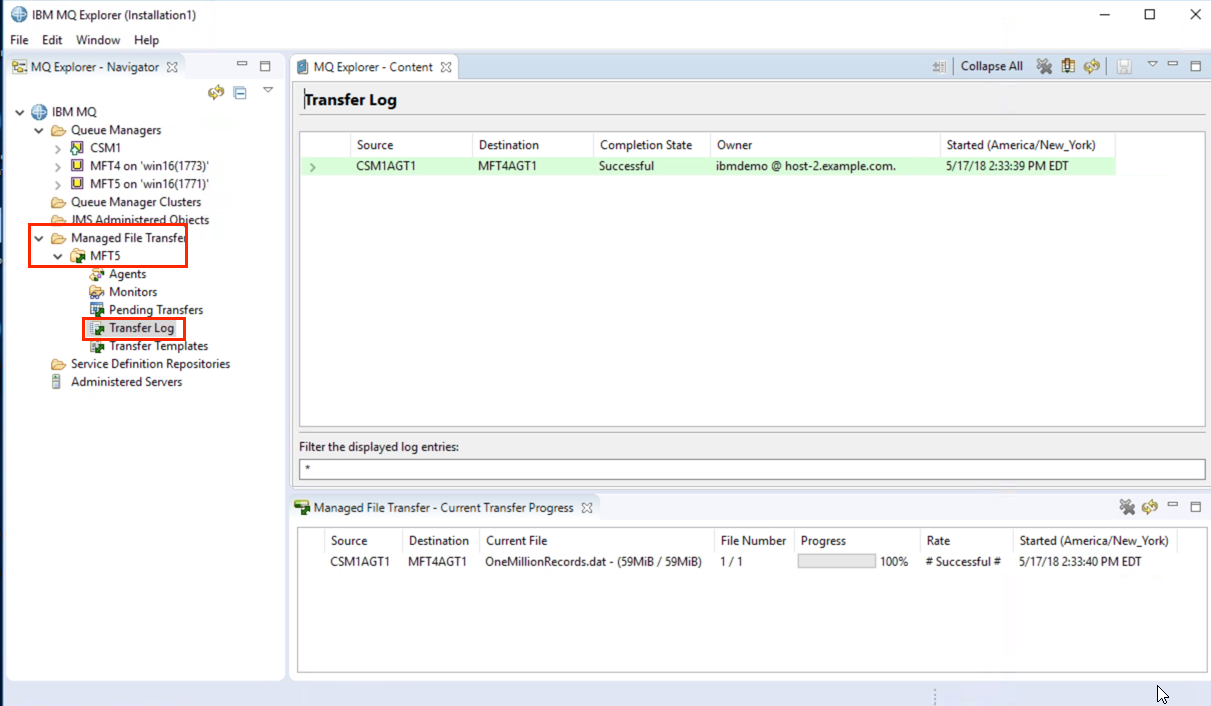 IBM MQ Explorer (Installation1)
File Edit Window Help
MQ Explorer - Navigator
IBM MQ
Queue Managers
CSM1
MFT4 on 'win16(1773)'
MFT5 on 'win16(1771)'
Queue Manager Clusters
JMS Administered Objects
Managed File Transfer
MFT5
Agents
Monitors
Pending Transfers
Transfer Log
Transfer Templates
Service Definition Repositories
Administered Servers
MQ Explorer - Content
Collapse All
Transfer Log
Source Destination Completion State Owner Started (America/New_York)
CSM1AGT1 MFT4AGT1 Successful ibmdemo @ host-2.example.com. 5/17/18 2:33:39 PM EDT
Filter the displayed log entries:
*
Managed File Transfer - Current Transfer Progress
Source Destination Current File File Number Progress Rate Started (America/New_York)
CSM1AGT1 MFT4AGT1 OneMillionRecords.dat - (59MiB / 59MiB) 1 / 1 100% # Successful # 5/17/18 2:33:40 PM EDT